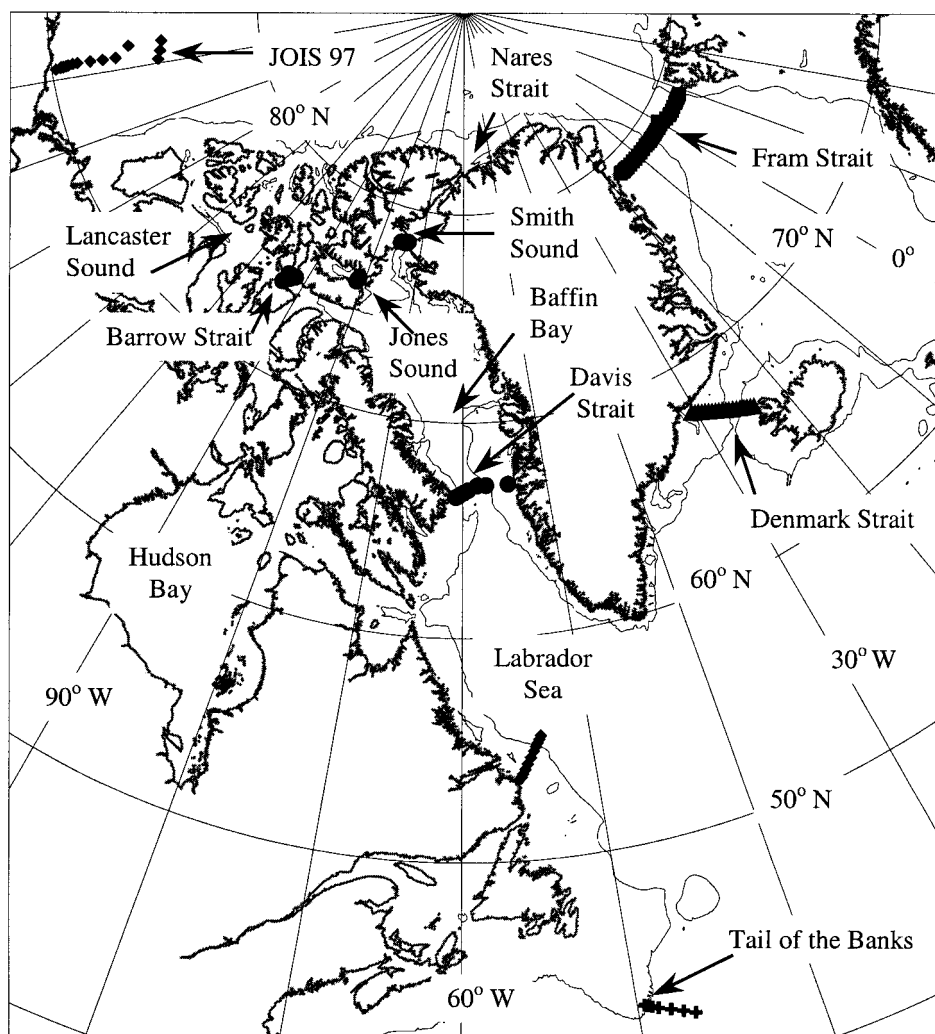 JOIS 97
Nares
Strait
80° N
Fram Strait
Lancaster
Sound
Smith
Sound
70° N
0°
Barrow Strait
Jones
Sound
Baffin
Bay
Davis
Strait
Denmark Strait
Hudson
Bay
60° N
Labrador
Sea
30° W
90° W
50° N
Tail of the Banks
60° W